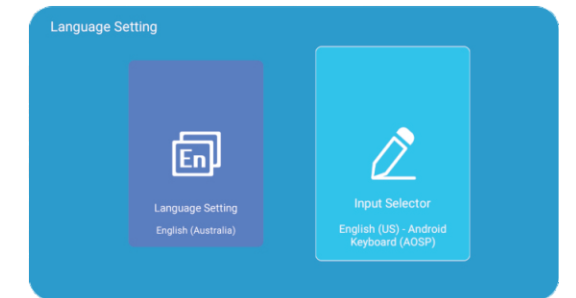 Language Setting
En
Language Setting
English (Australia)
Input Selector
English (US) - Android
Keyboard (AOSP)